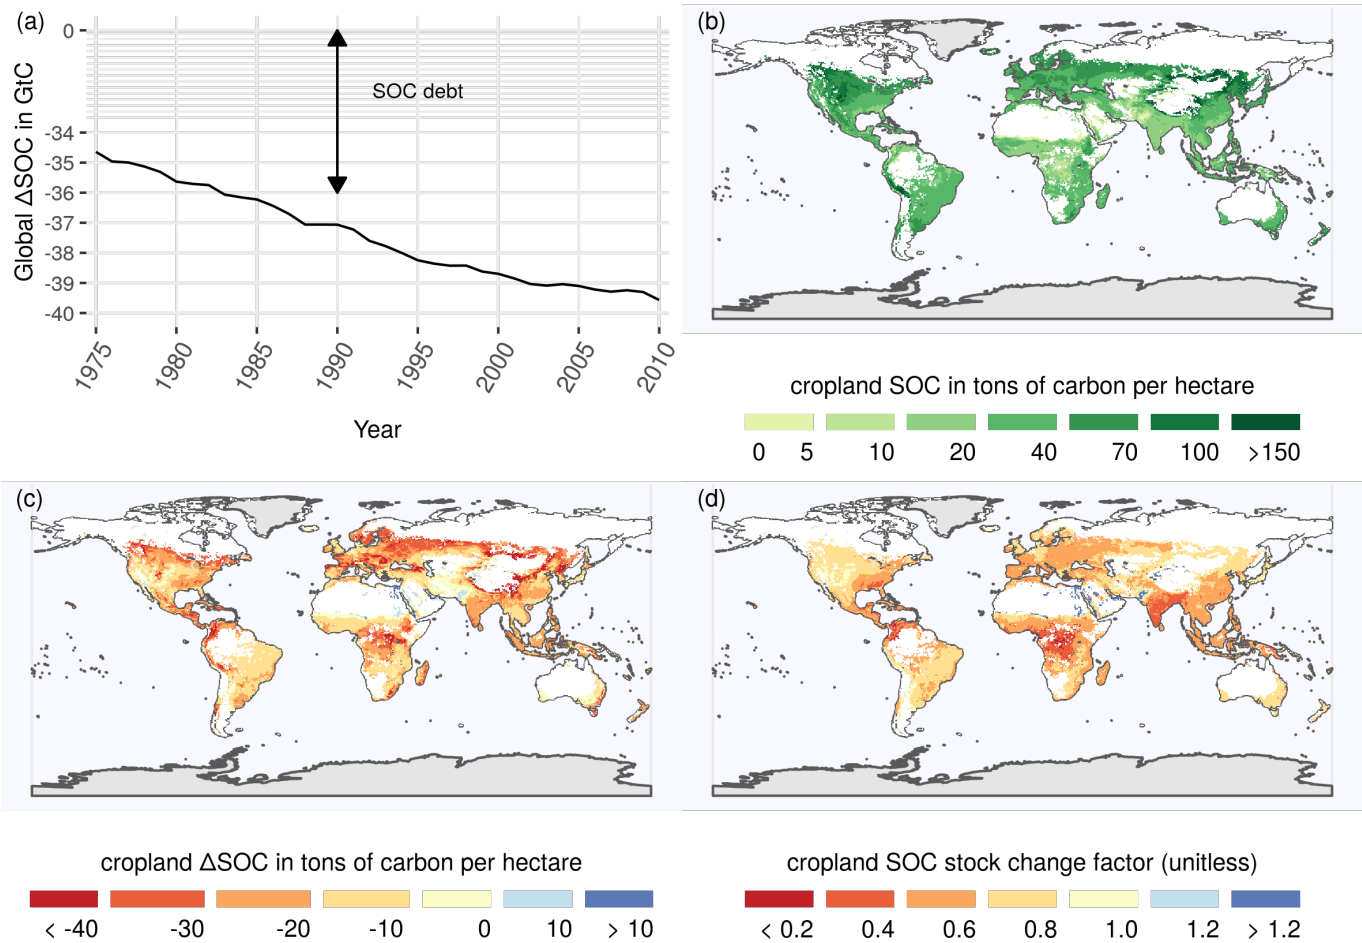 (a)
0
SOC debt
-34
-35
-36
-37
-38
-39
-40
Global ΔSOC in GtC
1975
1980
1985
1990
1995
2000
2005
2010
Year
(b)
cropland SOC in tons of carbon per hectare
0 5 10 20 40 70 100 >150
(c)
cropland ΔSOC in tons of carbon per hectare
< -40 -30 -20 -10 0 10 > 10
(d)
cropland SOC stock change factor (unitless)
< 0.2 0.4 0.6 0.8 1.0 1.2 > 1.2